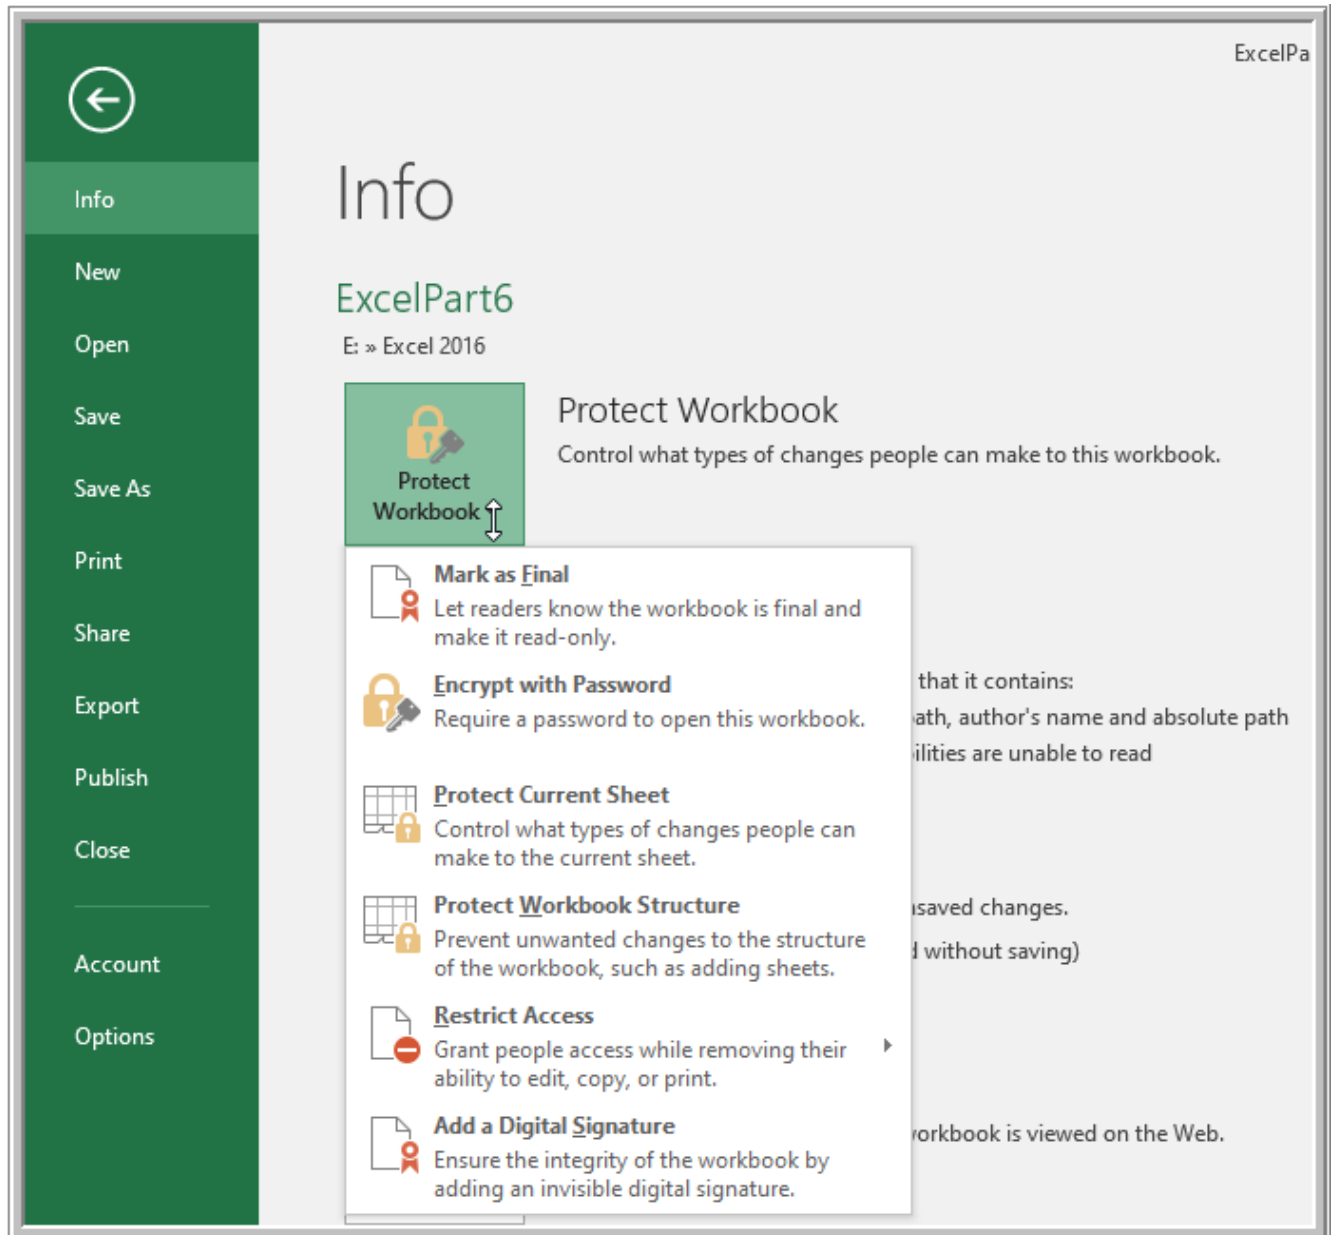 ExcelPa
Info
New
Open
Save
Save As
Print
Share
Export
Publish
Close
Account
Options
Info
ExcelPart6
E: » Excel 2016
Protect
Workbook
Protect Workbook
Control what types of changes people can make to this workbook.
Mark as Final
Let readers know the workbook is final and
make it read-only.
Encrypt with Password
Require a password to open this workbook.
Protect Current Sheet
Control what types of changes people can
make to the current sheet.
Protect Workbook Structure
Prevent unwanted changes to the structure
of the workbook, such as adding sheets.
Restrict Access
Grant people access while removing their
ability to edit, copy, or print.
Add a Digital Signature
Ensure the integrity of the workbook by
adding an invisible digital signature.
that it contains:
ath, author's name and absolute path
ilities are unable to read
saved changes.
without saving)
orkbook is viewed on the Web.